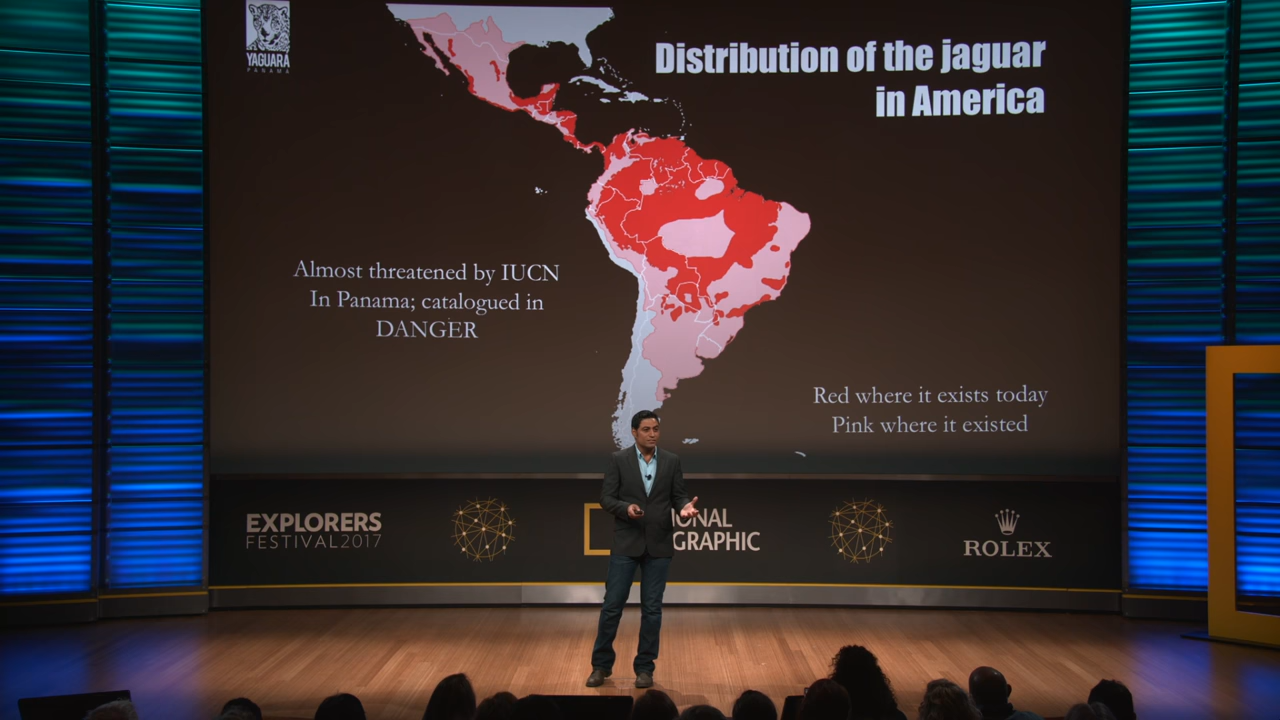 YAGUARA
PANAMA
Distribution of the jaguar
in America
Almost threatened by IUCN
In Panama; catalogued in
DANGER
Red where it exists today
Pink where it existed
EXPLORERS
FESTIVAL2017
IONAL
GRAPHIC
ROLEX